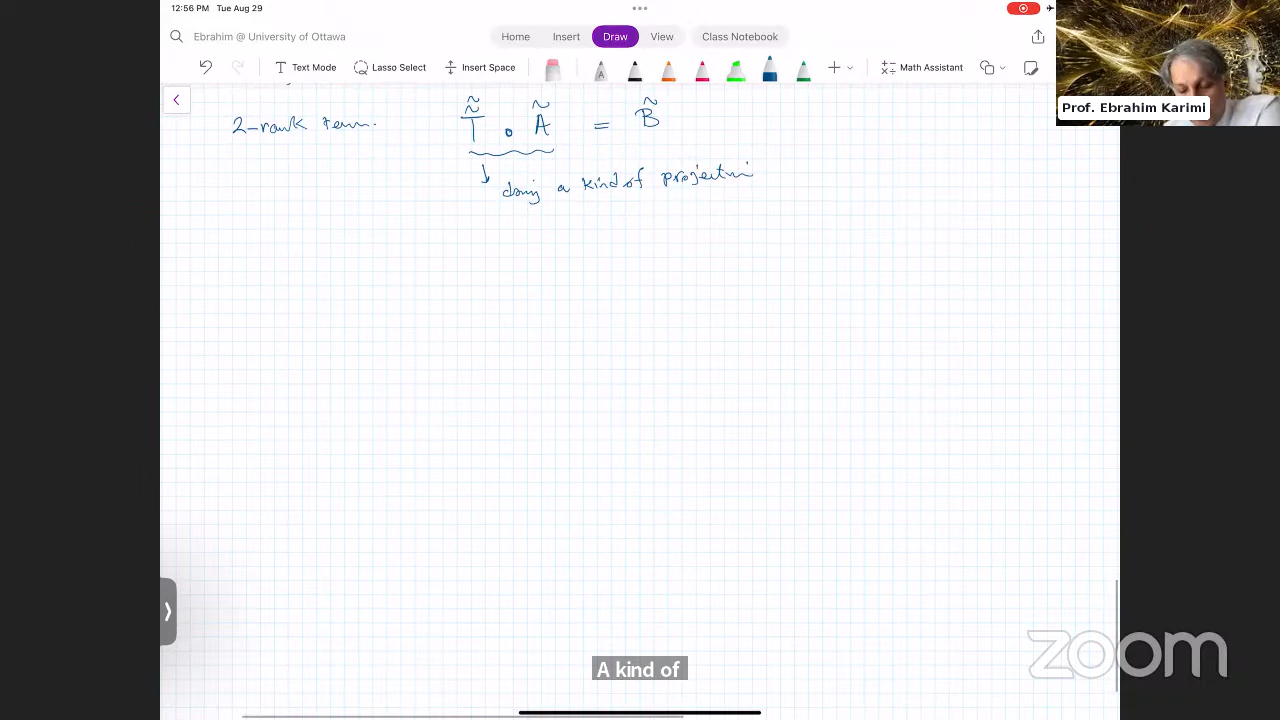 12:56 PM Tue Aug 29
Ebrahim @ University of Ottawa Home Insert Draw View Class Notebook
Text Mode Lasso Select Insert Space A Math Assistant
Prof. Ebrahim Karimi
2-rank ten
T̃̃ • Ã = B̃
doing a kind of projection
zoom
A kind of